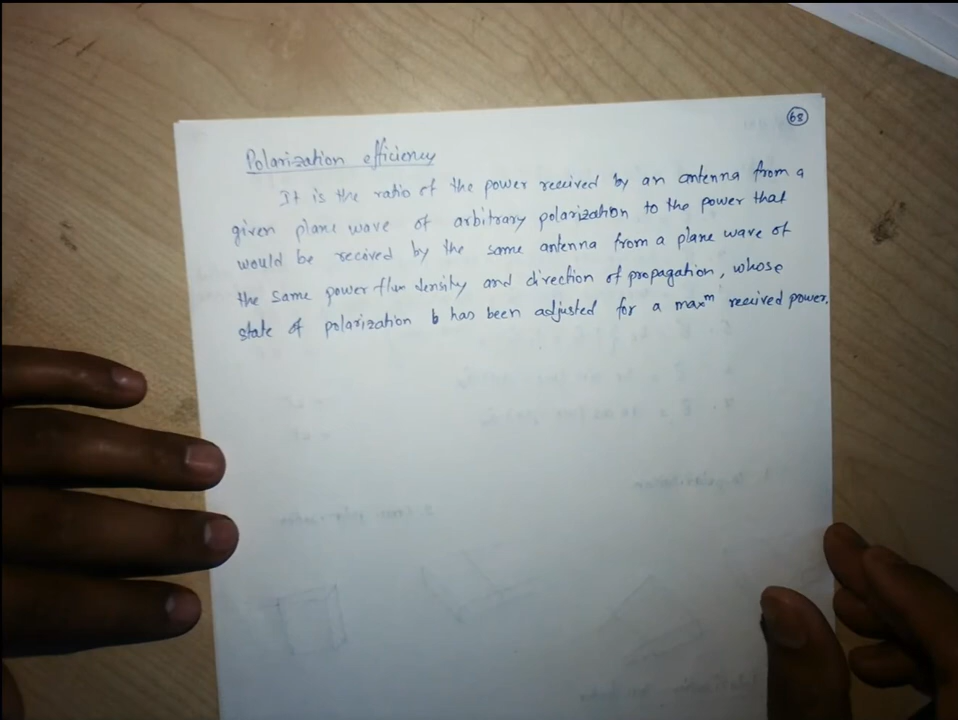 68
Polarization efficiency
It is the ratio of the power received by an antenna from a
given plane wave of arbitrary polarization to the power that
would be recived by the same antenna from a plane wave of
the same power flux density and direction of propagation, whose
state of polarization b has been adjusted for a maxᵐ received power.